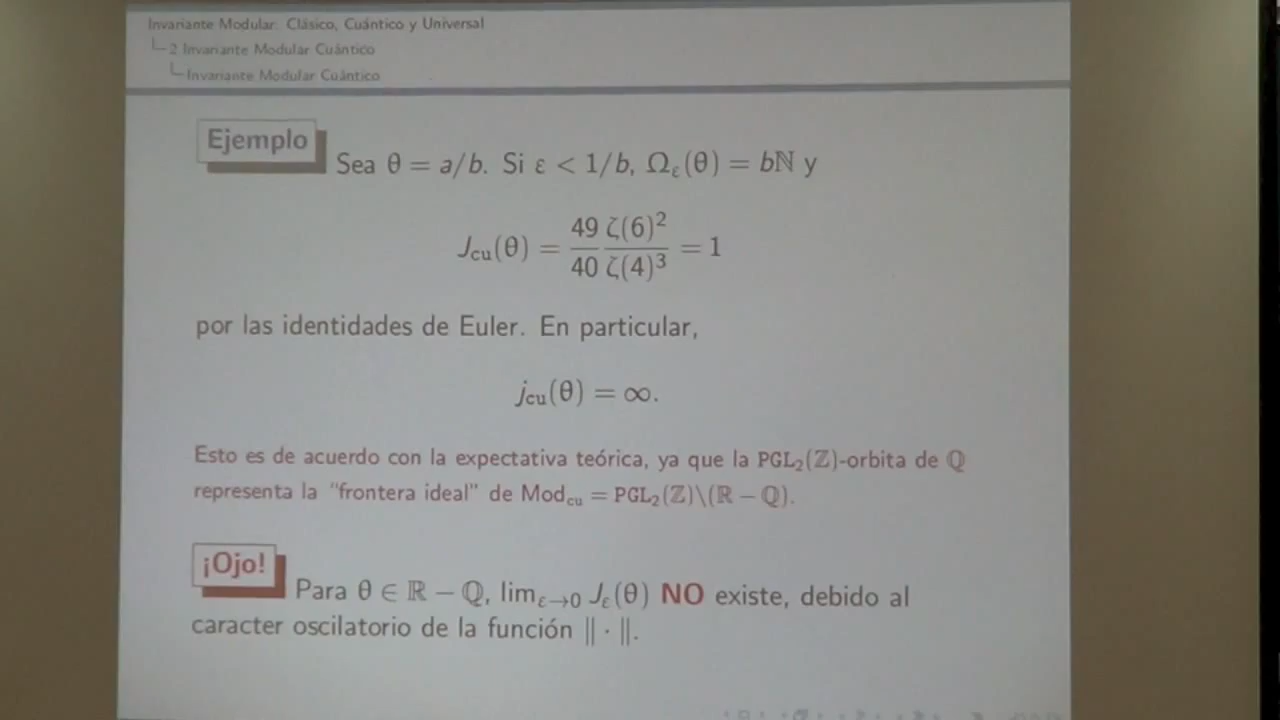 Invariante Modular: Clásico, Cuántico y Universal
2 Invariante Modular Cuántico
Invariante Modular Cuántico
Ejemplo
Sea θ = a/b. Si ε < 1/b, Ω_ε(θ) = bℕ y
J_cu(θ) = 49/40 ζ(6)²/ζ(4)³ = 1
por las identidades de Euler. En particular,
j_cu(θ) = ∞.
Esto es de acuerdo con la expectativa teórica, ya que la PGL₂(ℤ)-orbita de ℚ
representa la "frontera ideal" de Mod_cu = PGL₂(ℤ)\(ℝ − ℚ).
¡Ojo!
Para θ ∈ ℝ − ℚ, lim_ε→0 J_ε(θ) NO existe, debido al
caracter oscilatorio de la función ‖ · ‖.